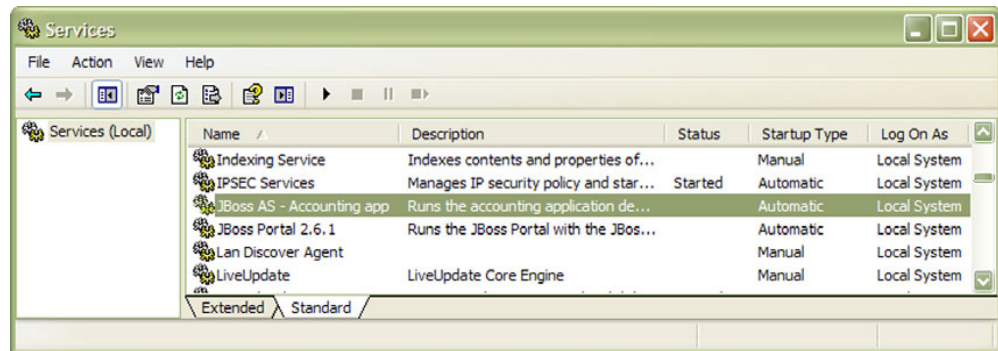 Services
File Action View Help
Services (Local)
Name Description Status Startup Type Log On As
Indexing Service Indexes contents and properties of... Manual Local System
IPSEC Services Manages IP security policy and star... Started Automatic Local System
JBoss AS - Accounting app Runs the accounting application de... Automatic Local System
JBoss Portal 2.6.1 Runs the JBoss Portal with the JBos... Automatic Local System
Lan Discover Agent Manual Local System
LiveUpdate LiveUpdate Core Engine Manual Local System
Extended Standard